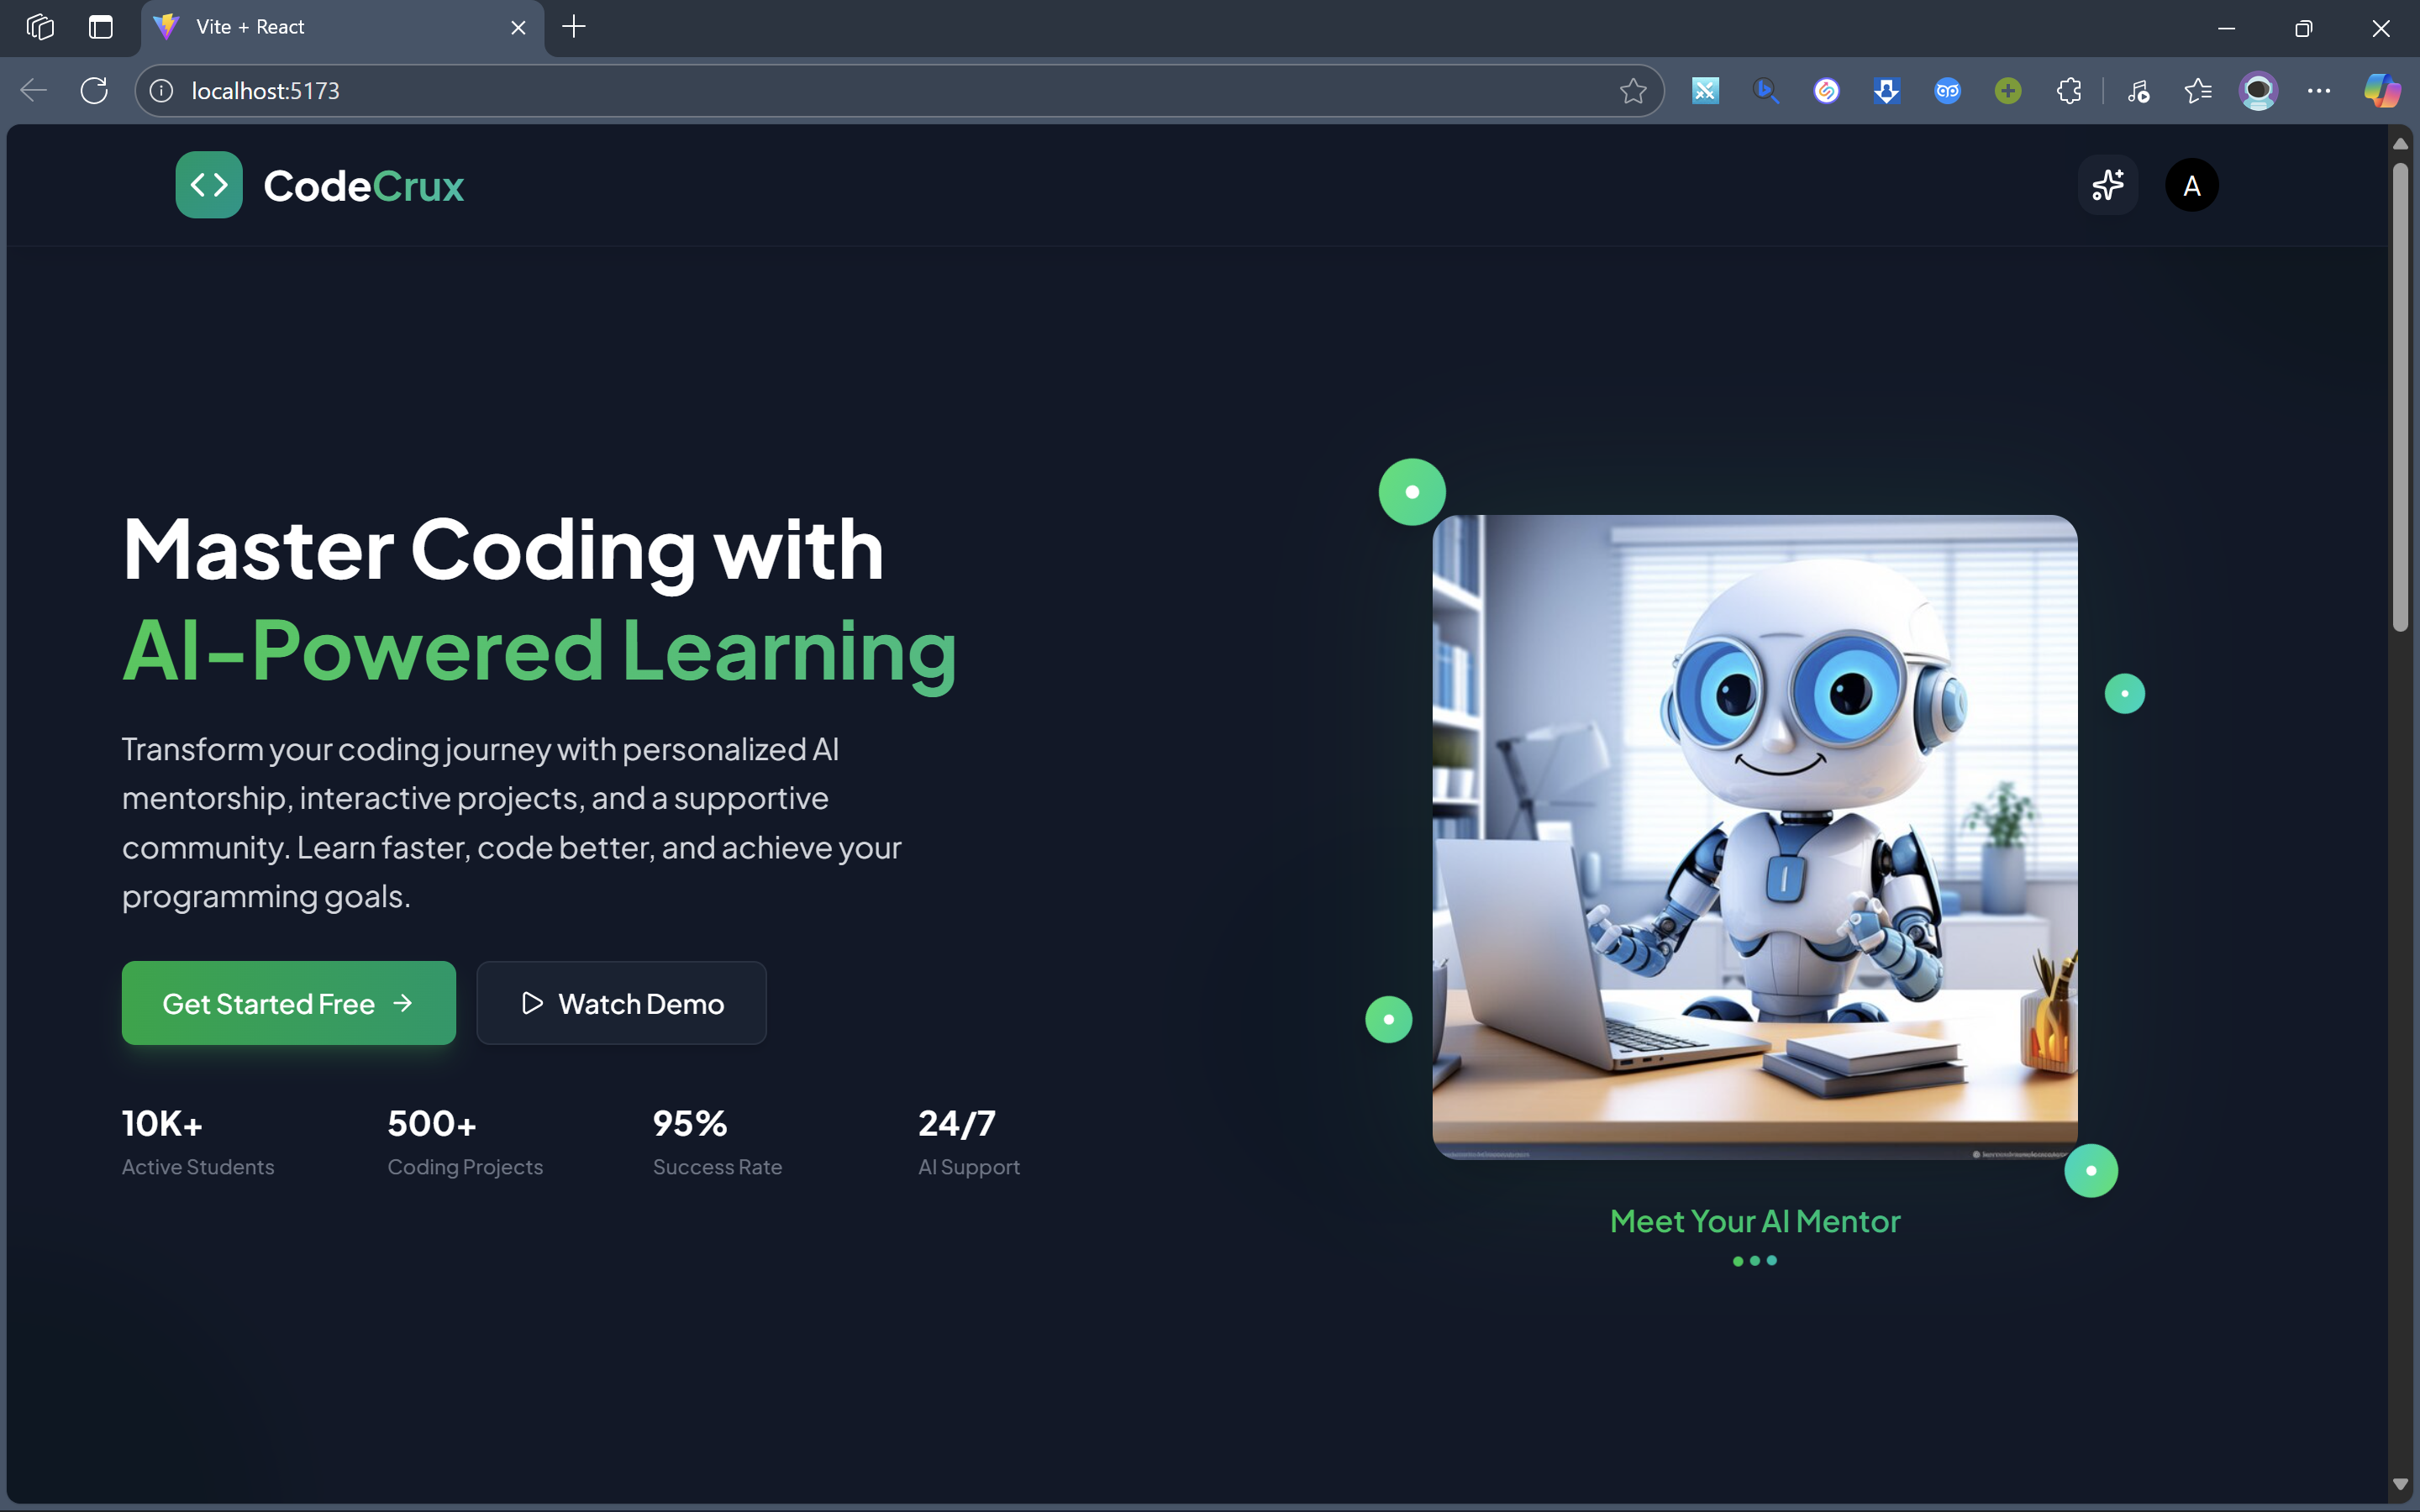 Vite + React
localhost:5173
CodeCrux
A
Master Coding with
AI-Powered Learning
Transform your coding journey with personalized AI
mentorship, interactive projects, and a supportive
community. Learn faster, code better, and achieve your
programming goals.
Get Started Free
Watch Demo
10K+
500+
95%
24/7
Active Students
Coding Projects
Success Rate
AI Support
Meet Your AI Mentor